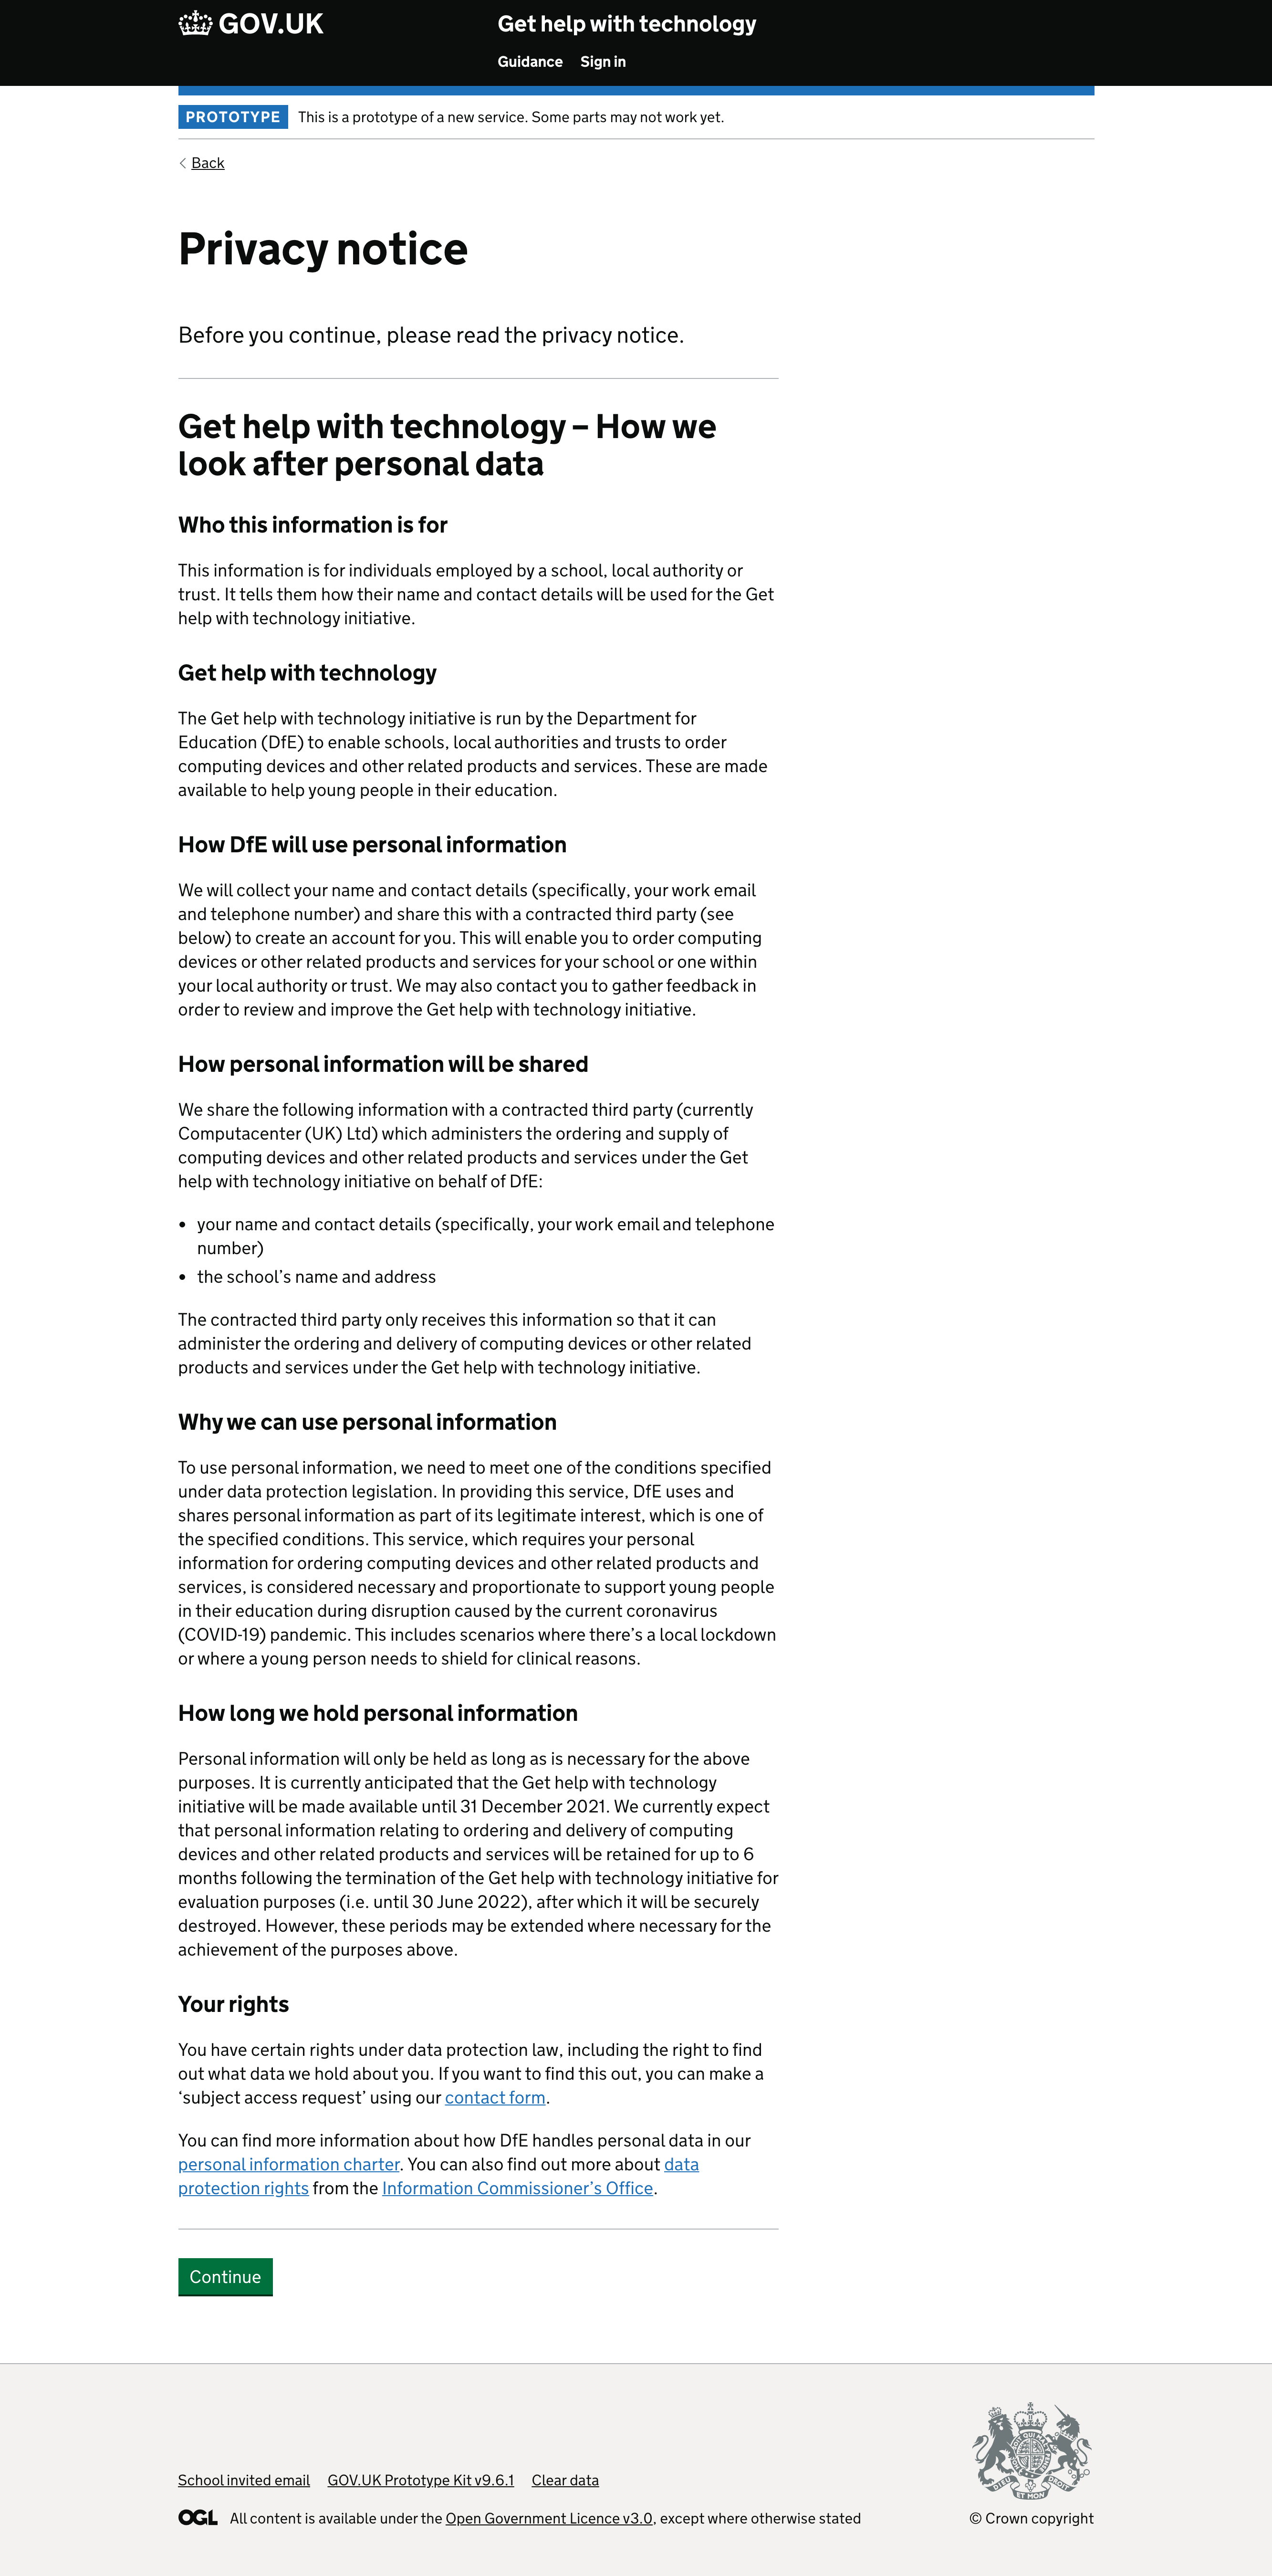 GOV.UK
Get help with technology
Guidance Sign in
PROTOTYPE This is a prototype of a new service. Some parts may not work yet.
Back
Privacy notice
Before you continue, please read the privacy notice.
Get help with technology – How we
look after personal data
Who this information is for
This information is for individuals employed by a school, local authority or
trust. It tells them how their name and contact details will be used for the Get
help with technology initiative.
Get help with technology
The Get help with technology initiative is run by the Department for
Education (DfE) to enable schools, local authorities and trusts to order
computing devices and other related products and services. These are made
available to help young people in their education.
How DfE will use personal information
We will collect your name and contact details (specifically, your work email
and telephone number) and share this with a contracted third party (see
below) to create an account for you. This will enable you to order computing
devices or other related products and services for your school or one within
your local authority or trust. We may also contact you to gather feedback in
order to review and improve the Get help with technology initiative.
How personal information will be shared
We share the following information with a contracted third party (currently
Computacenter (UK) Ltd) which administers the ordering and supply of
computing devices and other related products and services under the Get
help with technology initiative on behalf of DfE:
• your name and contact details (specifically, your work email and telephone
number)
• the school’s name and address
The contracted third party only receives this information so that it can
administer the ordering and delivery of computing devices or other related
products and services under the Get help with technology initiative.
Why we can use personal information
To use personal information, we need to meet one of the conditions specified
under data protection legislation. In providing this service, DfE uses and
shares personal information as part of its legitimate interest, which is one of
the specified conditions. This service, which requires your personal
information for ordering computing devices and other related products and
services, is considered necessary and proportionate to support young people
in their education during disruption caused by the current coronavirus
(COVID-19) pandemic. This includes scenarios where there’s a local lockdown
or where a young person needs to shield for clinical reasons.
How long we hold personal information
Personal information will only be held as long as is necessary for the above
purposes. It is currently anticipated that the Get help with technology
initiative will be made available until 31 December 2021. We currently expect
that personal information relating to ordering and delivery of computing
devices and other related products and services will be retained for up to 6
months following the termination of the Get help with technology initiative for
evaluation purposes (i.e. until 30 June 2022), after which it will be securely
destroyed. However, these periods may be extended where necessary for the
achievement of the purposes above.
Your rights
You have certain rights under data protection law, including the right to find
out what data we hold about you. If you want to find this out, you can make a
‘subject access request’ using our contact form.
You can find more information about how DfE handles personal data in our
personal information charter. You can also find out more about data
protection rights from the Information Commissioner’s Office.
Continue
School invited email GOV.UK Prototype Kit v9.6.1 Clear data
OGL All content is available under the Open Government Licence v3.0, except where otherwise stated
© Crown copyright